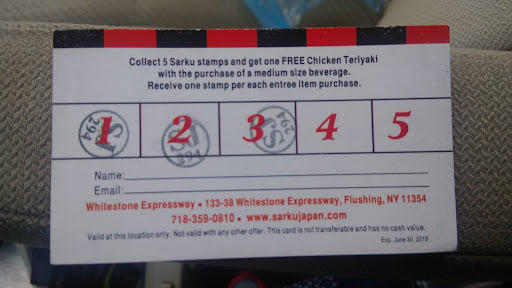 Collect 5 Sarku stamps and get one FREE Chicken Teriyaki
with the purchase of a medium size beverage.
Receive one stamp per each entree item purchase.
1 2 3 4 5
294 294 294
Name:
Email:
Whitestone Expressway • 133-38 Whitestone Expressway, Flushing, NY 11354
718-359-0810 • www.sarkujapan.com
Valid at this location only. Not valid with any other offer. This card is not transferable and has no cash value.
Exp. June 30, 2019